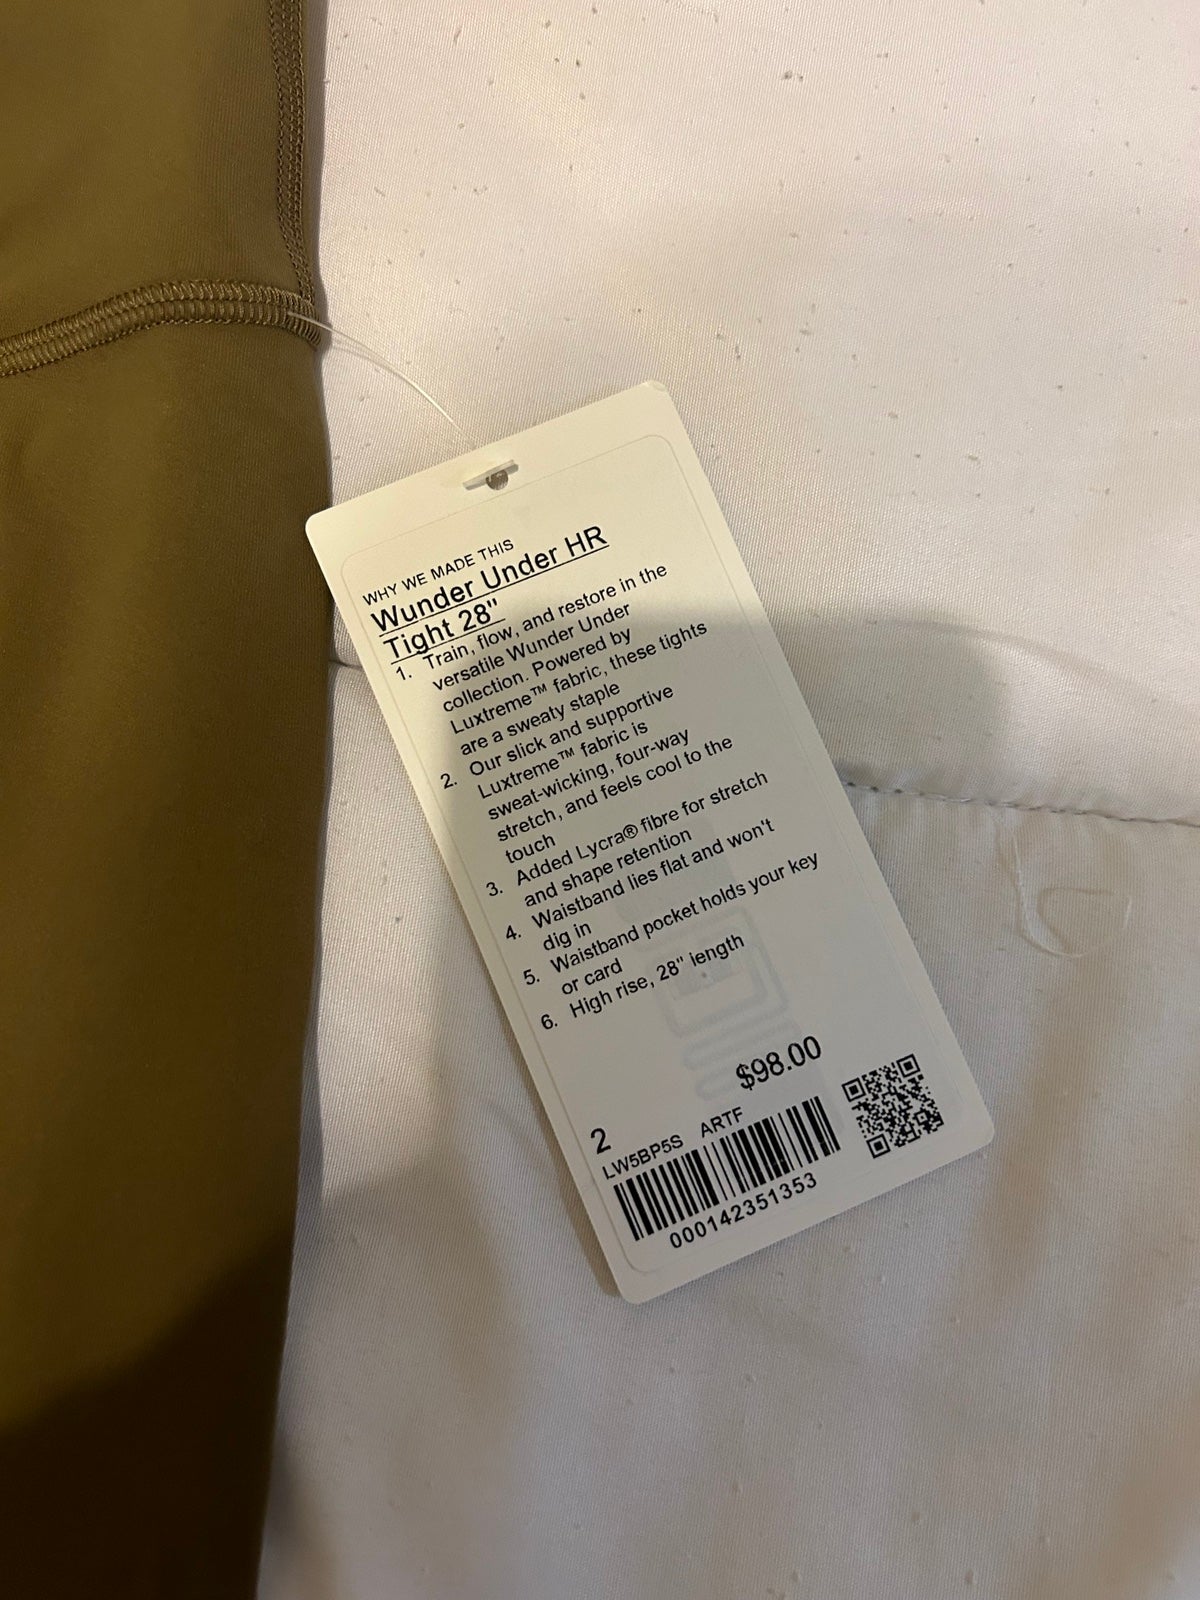 WHY WE MADE THIS
Wunder Under HR
Tight 28"
1. Train, flow, and restore in the
versatile Wunder Under
collection. Powered by
Luxtreme™ fabric, these tights
are a sweaty staple
2. Our slick and supportive
Luxtreme™ fabric is
sweat-wicking, four-way
stretch, and feels cool to the
touch
3. Added Lycra® fibre for stretch
and shape retention
4. Waistband lies flat and won't
dig in
5. Waistband pocket holds your key
or card
6. High rise, 28" length
$98.00
2
LW5BP5S ARTF
000142351353